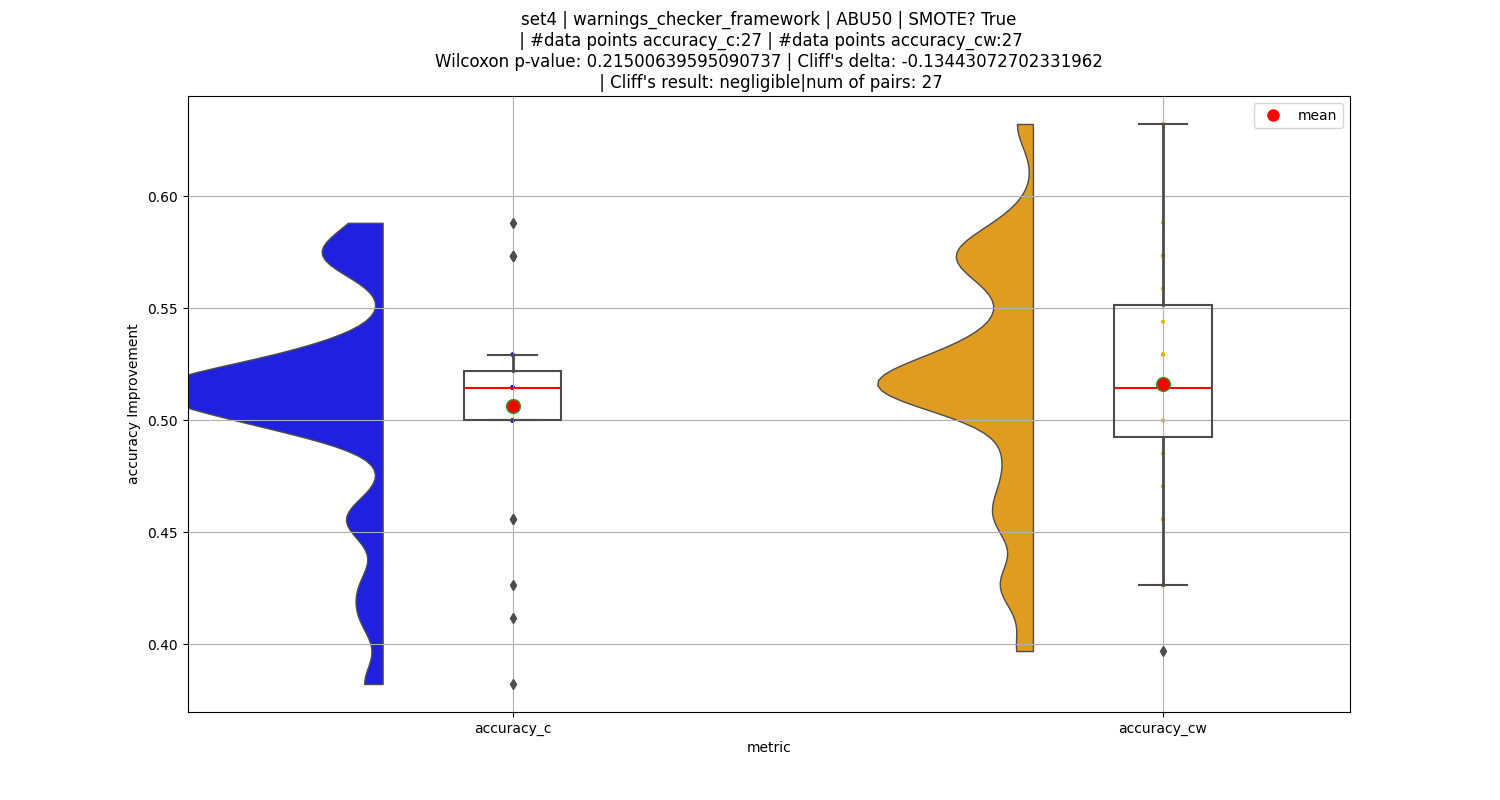 set4 | warnings_checker_framework | ABU50 | SMOTE? True
| #data points accuracy_c:27 | #data points accuracy_cw:27
Wilcoxon p-value: 0.21500639595090737 | Cliff's delta: -0.13443072702331962
| Cliff's result: negligible|num of pairs: 27
mean
0.60
0.55
0.50
0.45
0.40
accuracy Improvement
accuracy_c
accuracy_cw
metric